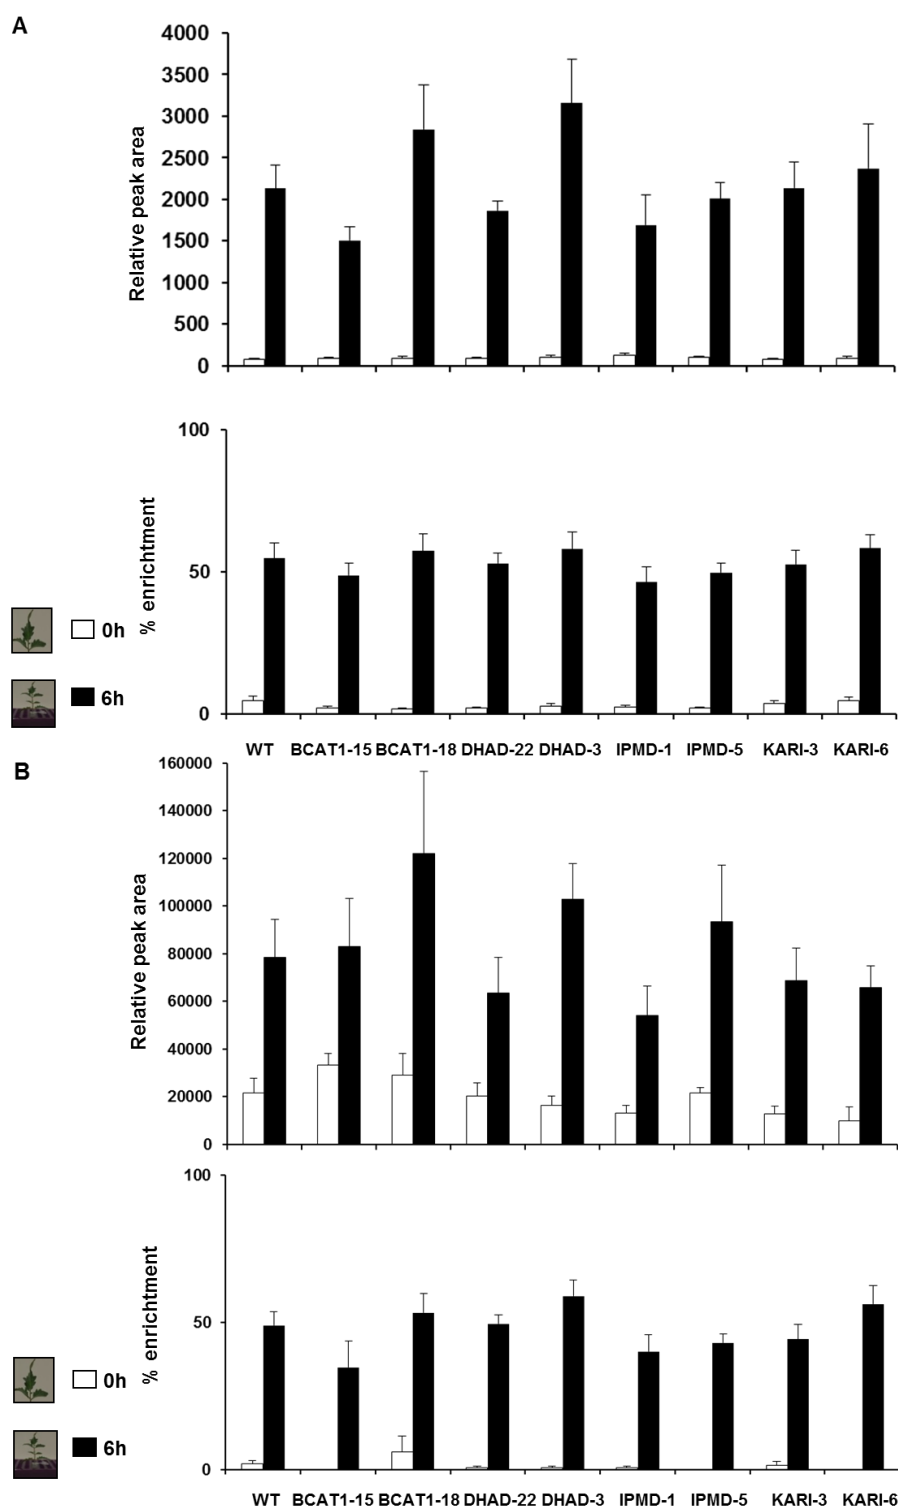 A
4000
3500
3000
2500
2000
1500
1000
500
0
Relative peak area
100
50
0
% enrichtment
0h
6h
WT BCAT1-15 BCAT1-18 DHAD-22 DHAD-3 IPMD-1 IPMD-5 KARI-3 KARI-6
B
160000
140000
120000
100000
80000
60000
40000
20000
0
Relative peak area
100
50
0
% enrichtment
0h
6h
WT BCAT1-15 BCAT1-18 DHAD-22 DHAD-3 IPMD-1 IPMD-5 KARI-3 KARI-6